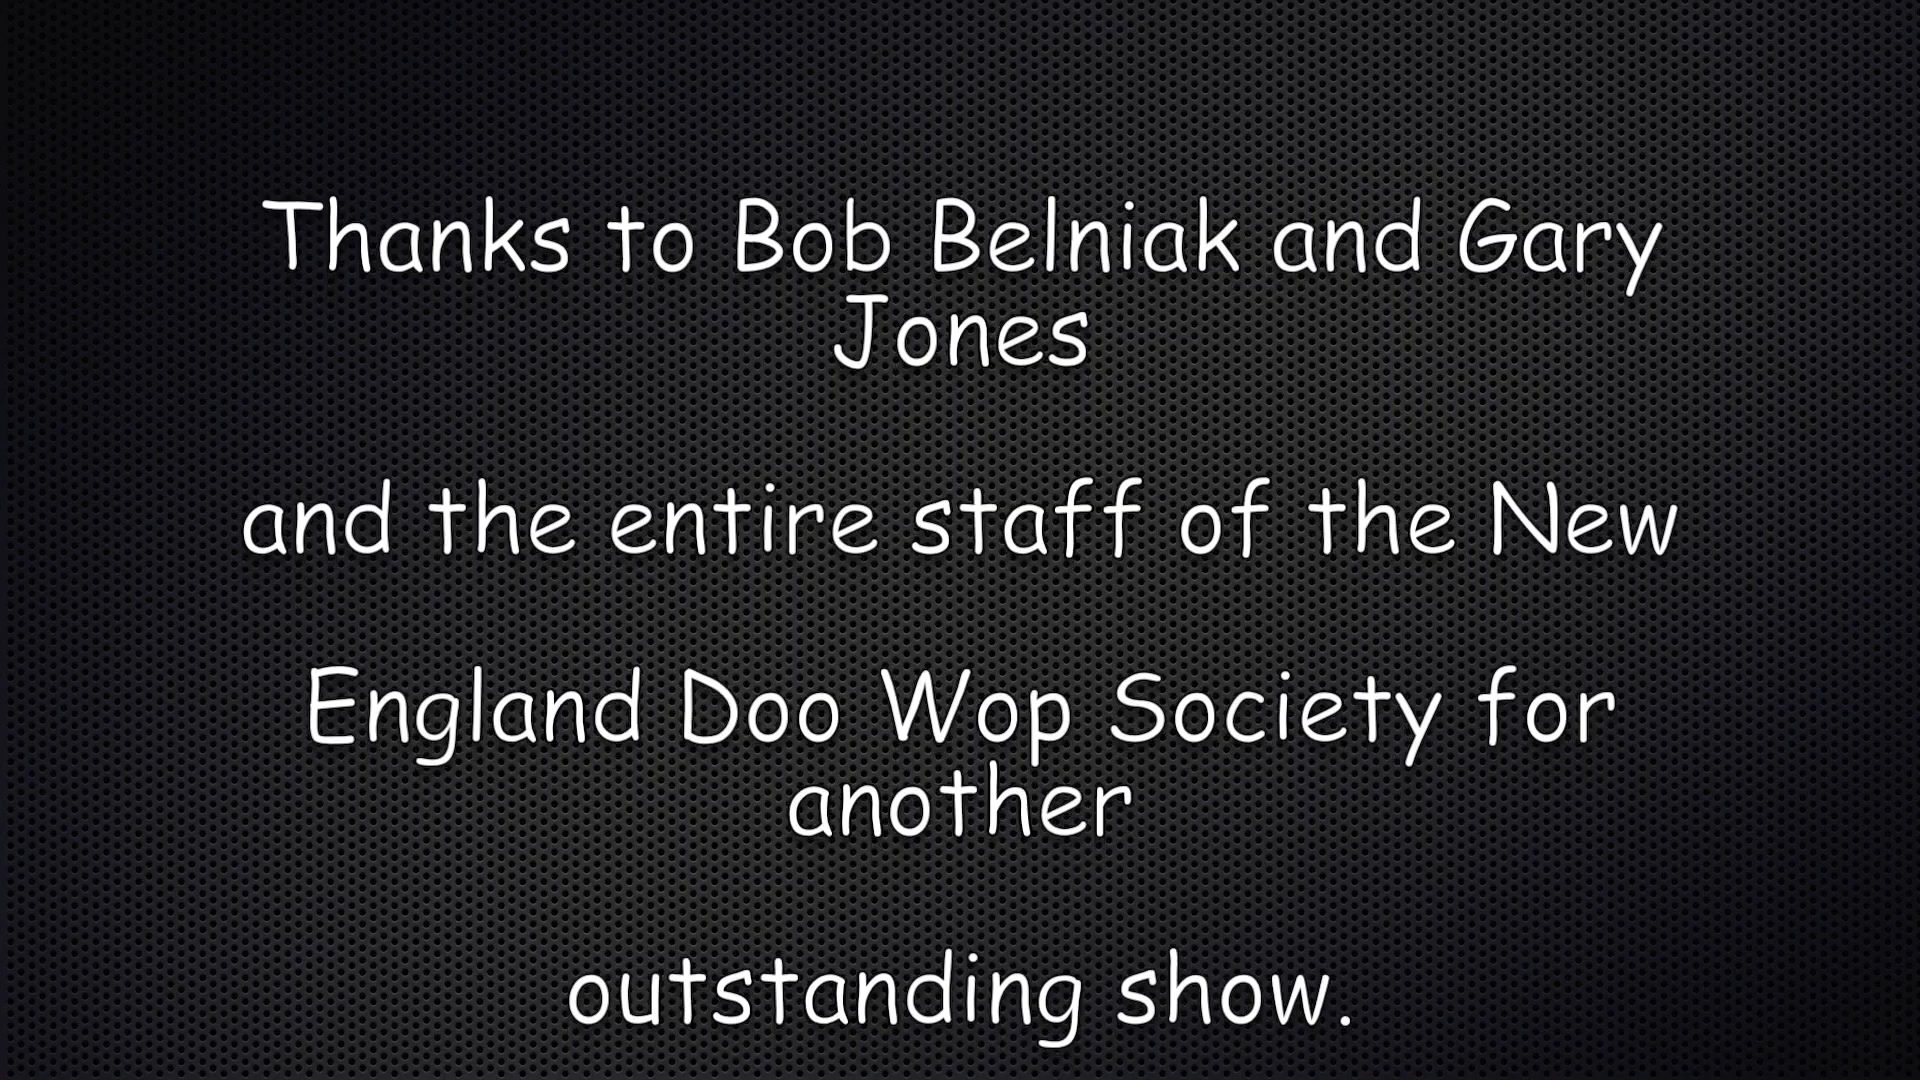 Thanks to Bob Belniak and Gary
Jones
and the entire staff of the New
England Doo Wop Society for
another
outstanding show.